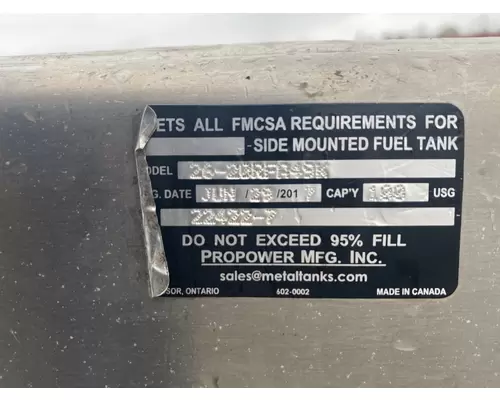 ETS ALL FMCSA REQUIREMENTS FOR
-SIDE MOUNTED FUEL TANK
ODEL
G. DATE JUN / /2017 CAP'Y USG
DO NOT EXCEED 95% FILL
PROPOWER MFG. INC.
sales@metaltanks.com
SOR, ONTARIO 602-0002 MADE IN CANADA